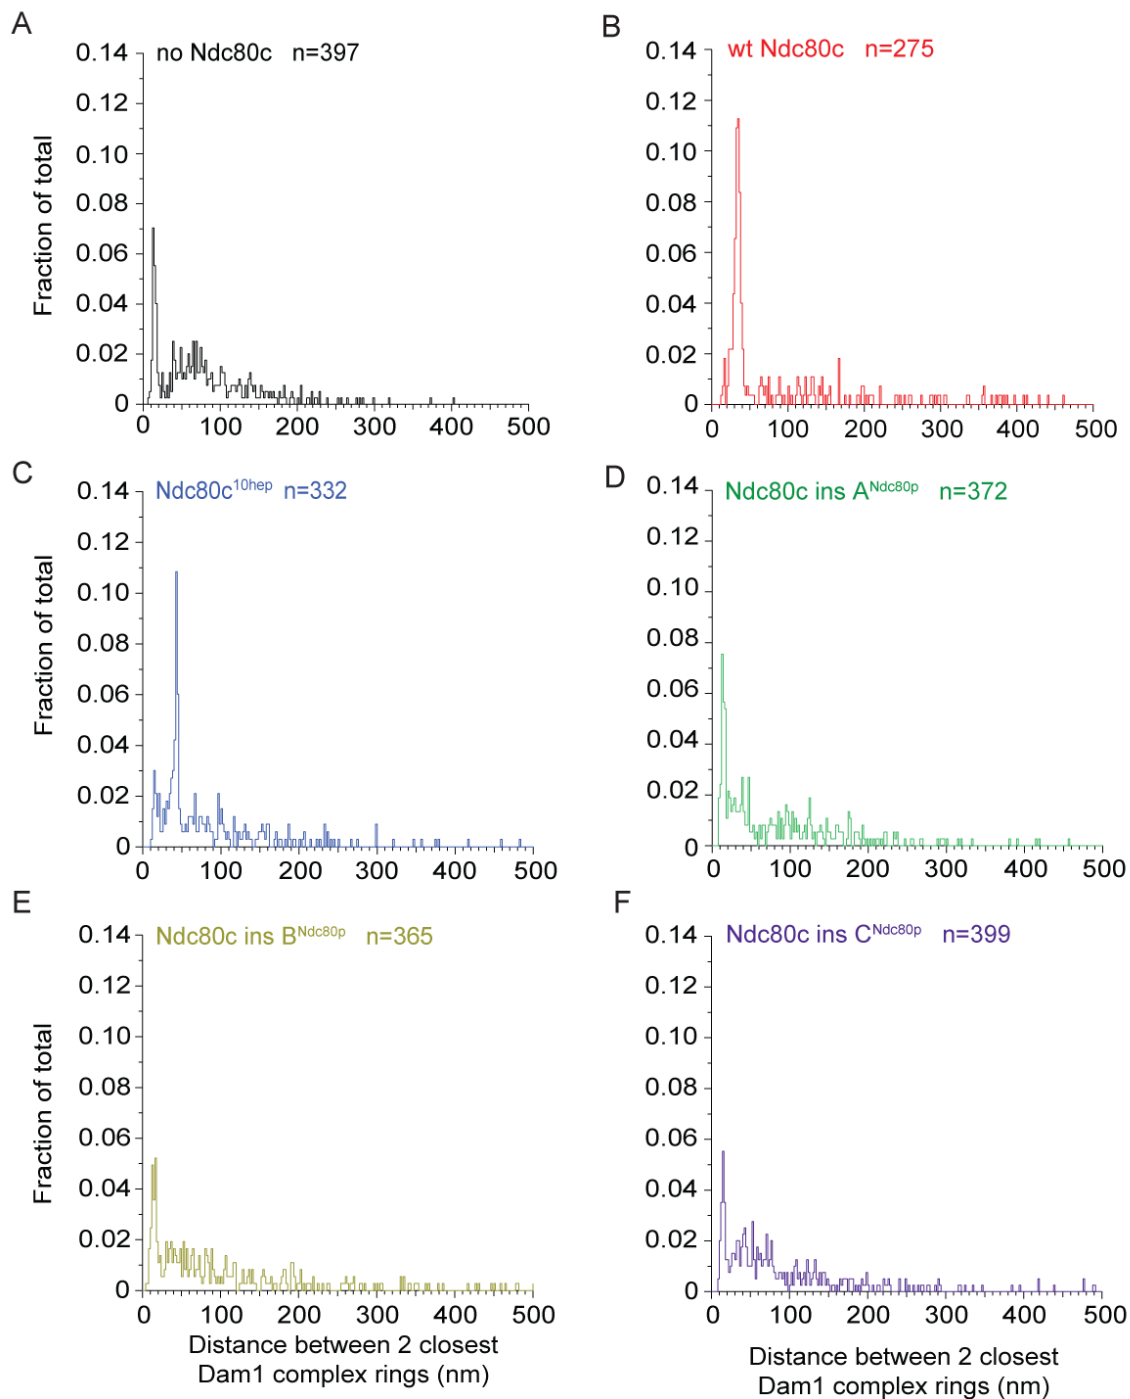 A
no Ndc80c n=397
0.14
0.12
0.10
0.08
0.06
0.04
0.02
0
Fraction of total
0 100 200 300 400 500
B
wt Ndc80c n=275
0.14
0.12
0.10
0.08
0.06
0.04
0.02
0
0 100 200 300 400 500
C
Ndc80c10hep n=332
0.14
0.12
0.10
0.08
0.06
0.04
0.02
0
Fraction of total
0 100 200 300 400 500
D
Ndc80c ins ANdc80p n=372
0.14
0.12
0.10
0.08
0.06
0.04
0.02
0
0 100 200 300 400 500
E
Ndc80c ins BNdc80p n=365
0.14
0.12
0.10
0.08
0.06
0.04
0.02
0
Fraction of total
0 100 200 300 400 500
Distance between 2 closest
Dam1 complex rings (nm)
F
Ndc80c ins CNdc80p n=399
0.14
0.12
0.10
0.08
0.06
0.04
0.02
0
0 100 200 300 400 500
Distance between 2 closest
Dam1 complex rings (nm)